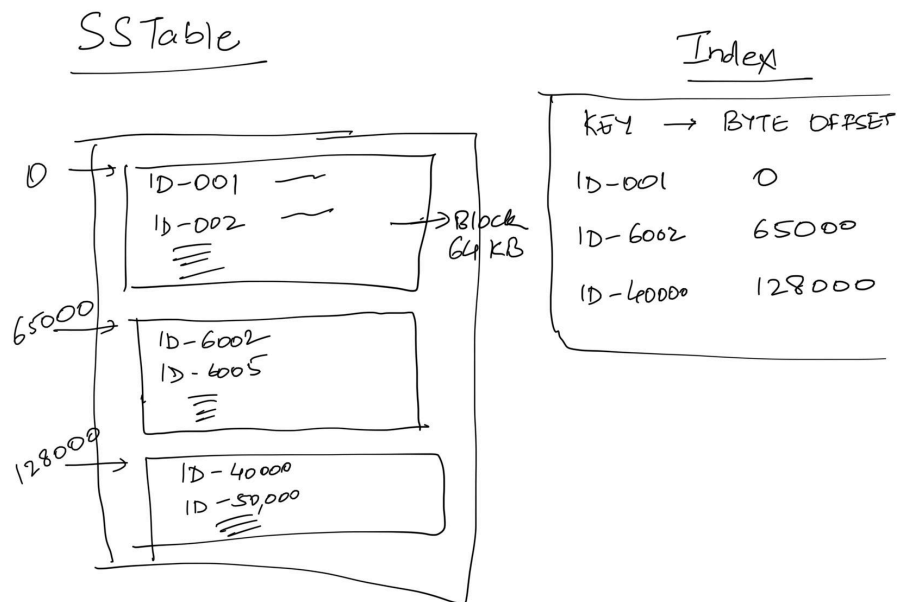 SSTable
0
ID-001
ID-002
Block
64 KB
65000
ID-6002
ID-6005
128000
ID-40000
ID-50,000
Index
KEY → BYTE OFFSET
ID-001 0
ID-6002 65000
ID-40000 128000